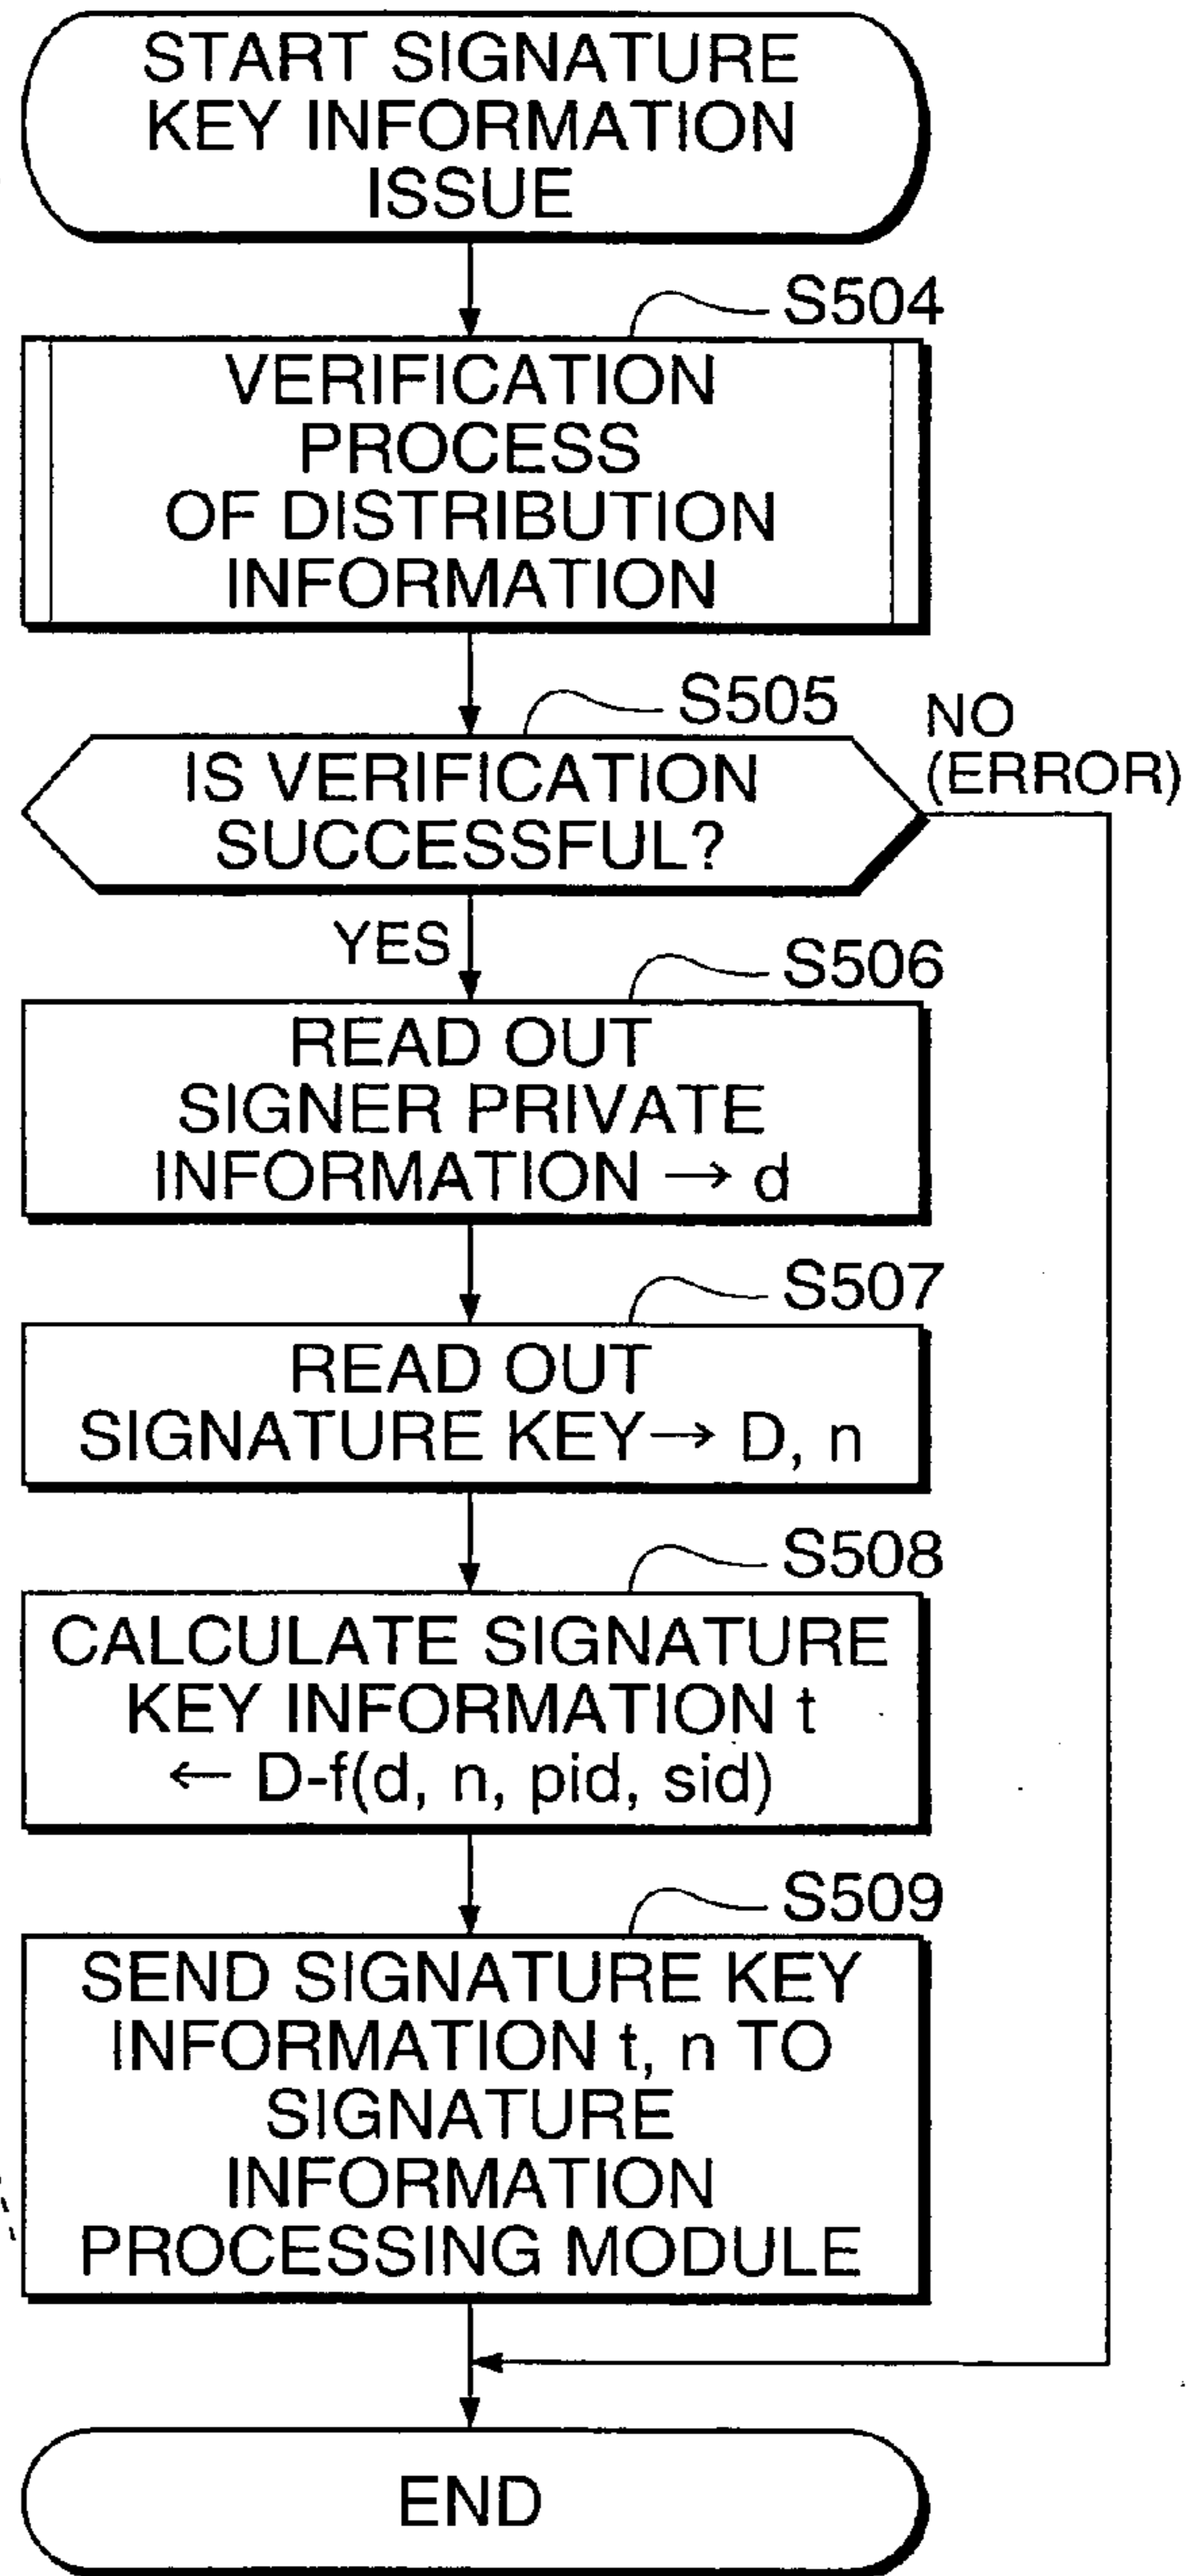 START SIGNATURE
KEY INFORMATION
ISSUE
S504
VERIFICATION
PROCESS
OF DISTRIBUTION
INFORMATION
S505
NO
(ERROR)
IS VERIFICATION
SUCCESSFUL?
YES
S506
READ OUT
SIGNER PRIVATE
INFORMATION → d
S507
READ OUT
SIGNATURE KEY→ D, n
S508
CALCULATE SIGNATURE
KEY INFORMATION t
← D-f(d, n, pid, sid)
S509
SEND SIGNATURE KEY
INFORMATION t, n TO
SIGNATURE
INFORMATION
PROCESSING MODULE
END